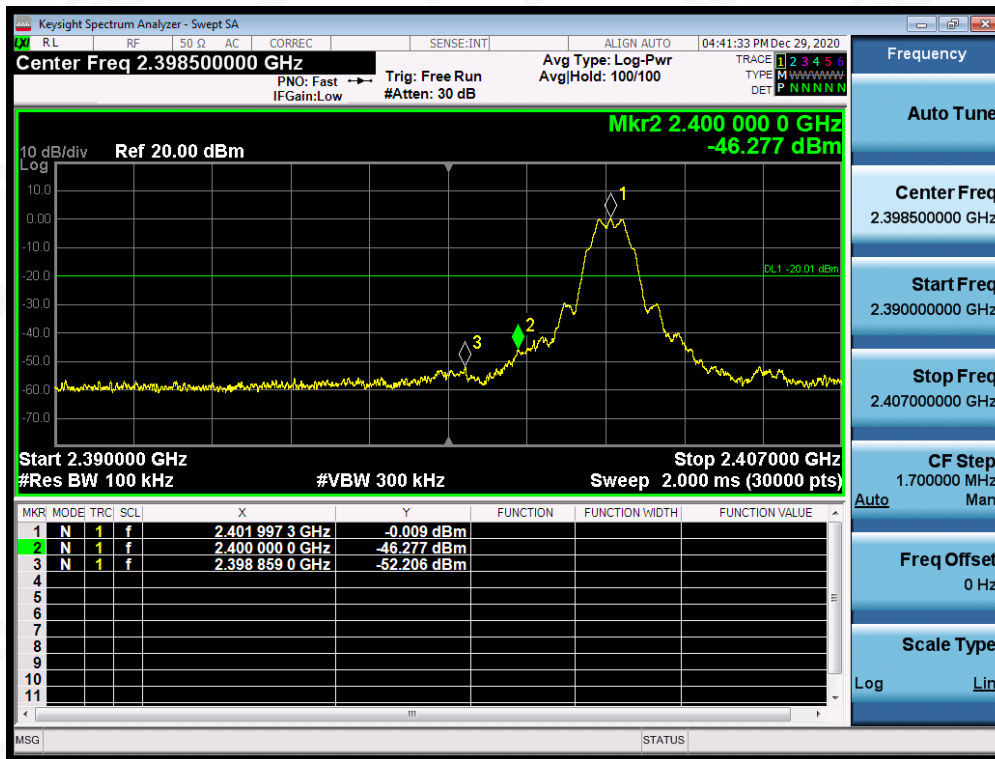 Keysight Spectrum Analyzer - Swept SA
LXI RL RF 50 Ω AC CORREC SENSE:INT ALIGN AUTO 04:41:33 PM Dec 29, 2020
Center Freq 2.398500000 GHz
PNO: Fast
IFGain:Low
Trig: Free Run
#Atten: 30 dB
Avg Type: Log-Pwr
Avg|Hold: 100/100
TRACE 1 2 3 4 5 6
TYPE M WWWWW
DET P N N N N N
Mkr2 2.400 000 0 GHz
-46.277 dBm
10 dB/div Ref 20.00 dBm
Log
10.0
0.00
-10.0
-20.0
-30.0
-40.0
-50.0
-60.0
-70.0
1
2
3
DL1 -20.01 dBm
Start 2.390000 GHz Stop 2.407000 GHz
#Res BW 100 kHz #VBW 300 kHz Sweep 2.000 ms (30000 pts)
MKR MODE TRC SCL X Y FUNCTION FUNCTION WIDTH FUNCTION VALUE
1 N 1 f 2.401 997 3 GHz -0.009 dBm
2 N 1 f 2.400 000 0 GHz -46.277 dBm
3 N 1 f 2.398 859 0 GHz -52.206 dBm
4
5
6
7
8
9
10
11
MSG STATUS
Frequency
Auto Tune
Center Freq
2.398500000 GHz
Start Freq
2.390000000 GHz
Stop Freq
2.407000000 GHz
CF Step
1.700000 MHz
Auto Man
Freq Offset
0 Hz
Scale Type
Log Lin